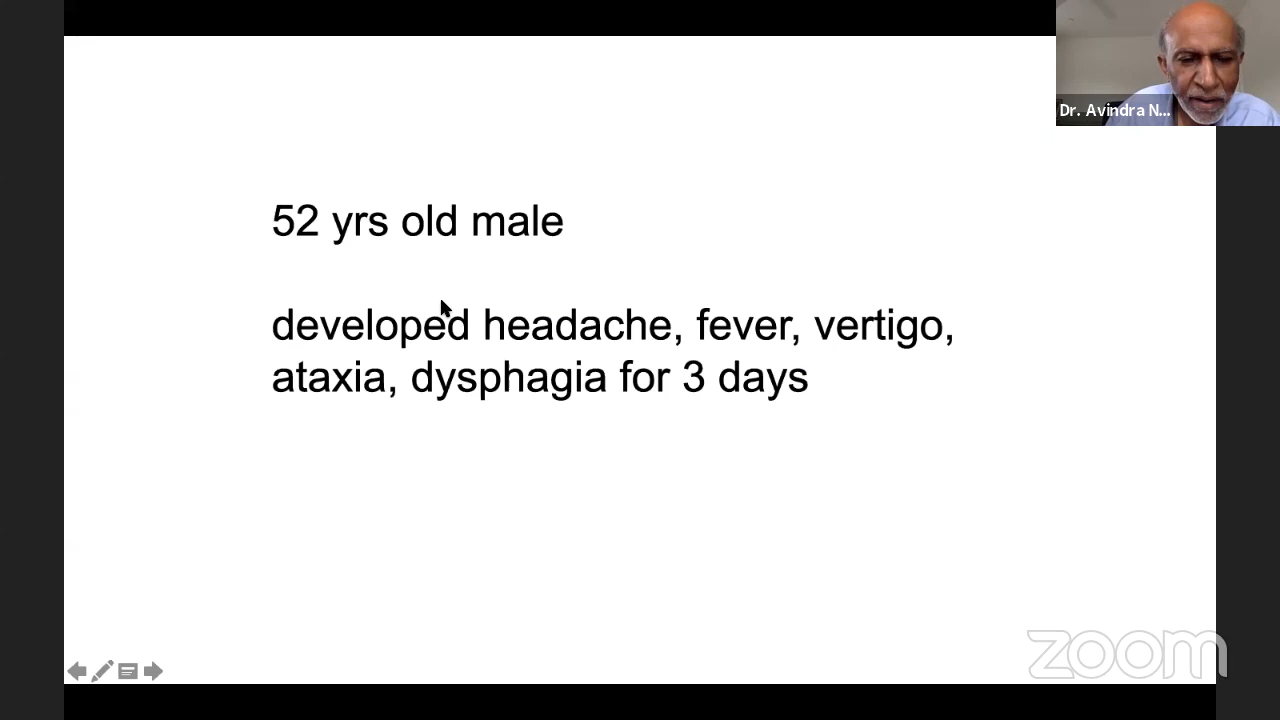 Dr. Avindra N...
52 yrs old male
developed headache, fever, vertigo,
ataxia, dysphagia for 3 days
zoom